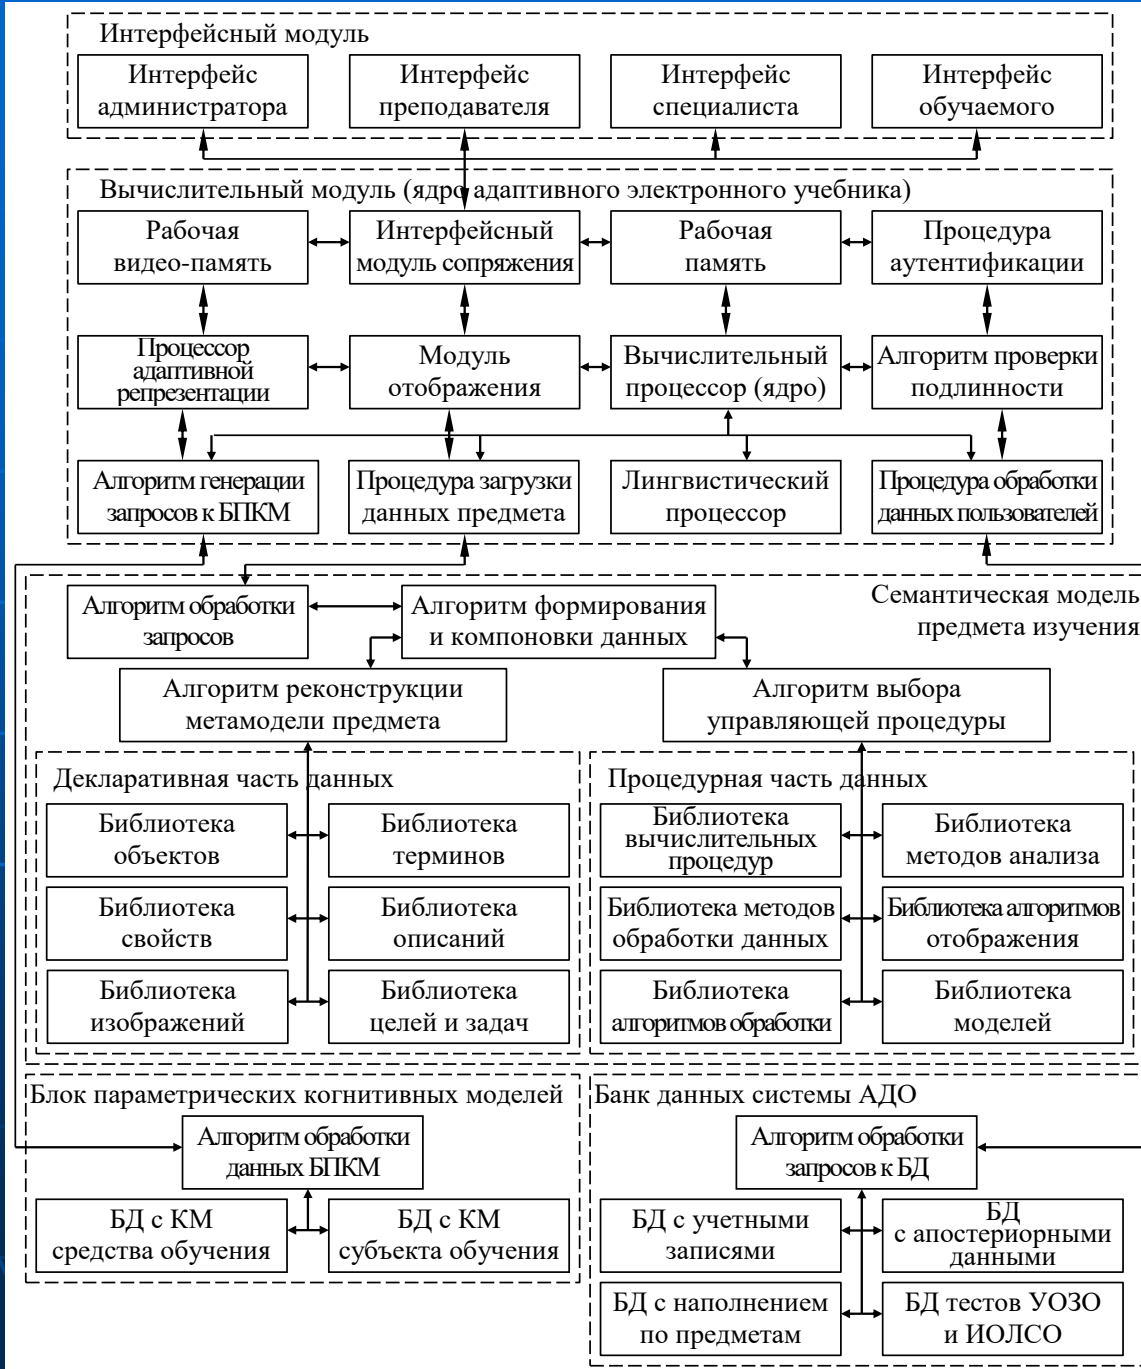 Интерфейсный модуль
Интерфейс
администратора
Интерфейс
преподавателя
Интерфейс
специалиста
Интерфейс
обучаемого
Вычислительный модуль (ядро адаптивного электронного учебника)
Рабочая
видео-память
Интерфейсный
модуль сопряжения
Рабочая
память
Процедура
аутентификации
Процессор
адаптивной
репрезентации
Модуль
отображения
Вычислительный
процессор (ядро)
Алгоритм проверки
подлинности
Алгоритм генерации
запросов к БПКМ
Процедура загрузки
данных предмета
Лингвистический
процессор
Процедура обработки
данных пользователей
Семантическая модель
предмета изучения
Алгоритм обработки
запросов
Алгоритм формирования
и компоновки данных
Алгоритм реконструкции
метамодели предмета
Алгоритм выбора
управляющей процедуры
Декларативная часть данных
Библиотека
объектов
Библиотека
терминов
Библиотека
свойств
Библиотека
описаний
Библиотека
изображений
Библиотека
целей и задач
Процедурная часть данных
Библиотека
вычислительных
процедур
Библиотека
методов анализа
Библиотека методов
обработки данных
Библиотека алгоритмов
отображения
Библиотека
алгоритмов обработки
Библиотека
моделей
Блок параметрических когнитивных моделей
Алгоритм обработки
данных БПКМ
БД с КМ
средства обучения
БД с КМ
субъекта обучения
Банк данных системы АДО
Алгоритм обработки
запросов к БД
БД с учетными
записями
БД
с апостериорными
данными
БД с наполнением
по предметам
БД тестов УОЗО
и ИОЛСО